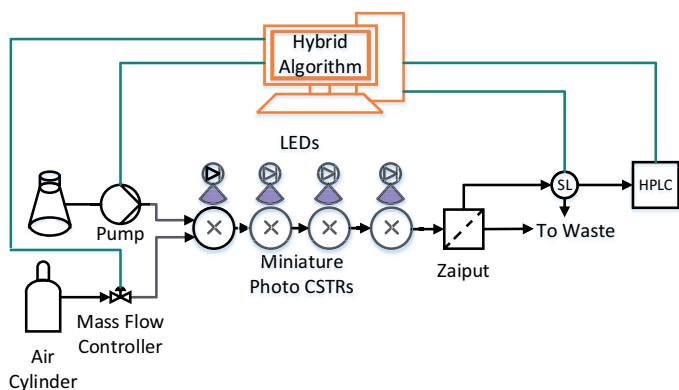 Hybrid
Algorithm
LEDs
SL
HPLC
Pump
To Waste
Miniature
Photo CSTRs
Zaiput
Mass Flow
Controller
Air
Cylinder